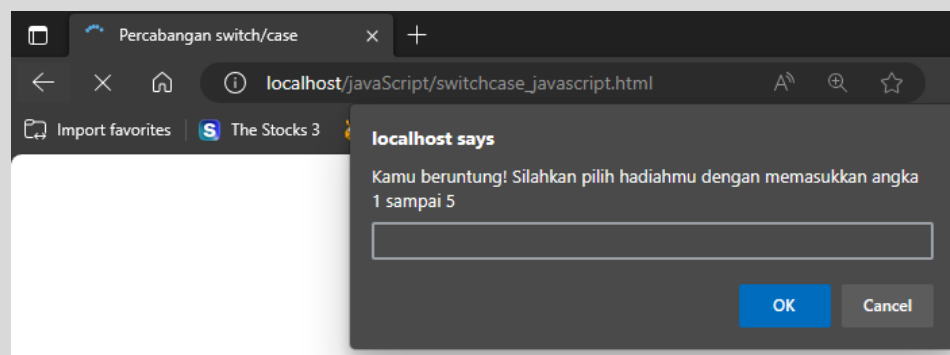 Percabangan switch/case
localhost/javaScript/switchcase_javascript.html
Import favorites
The Stocks 3
localhost says
Kamu beruntung! Silahkan pilih hadiahmu dengan memasukkan angka
1 sampai 5
OK
Cancel